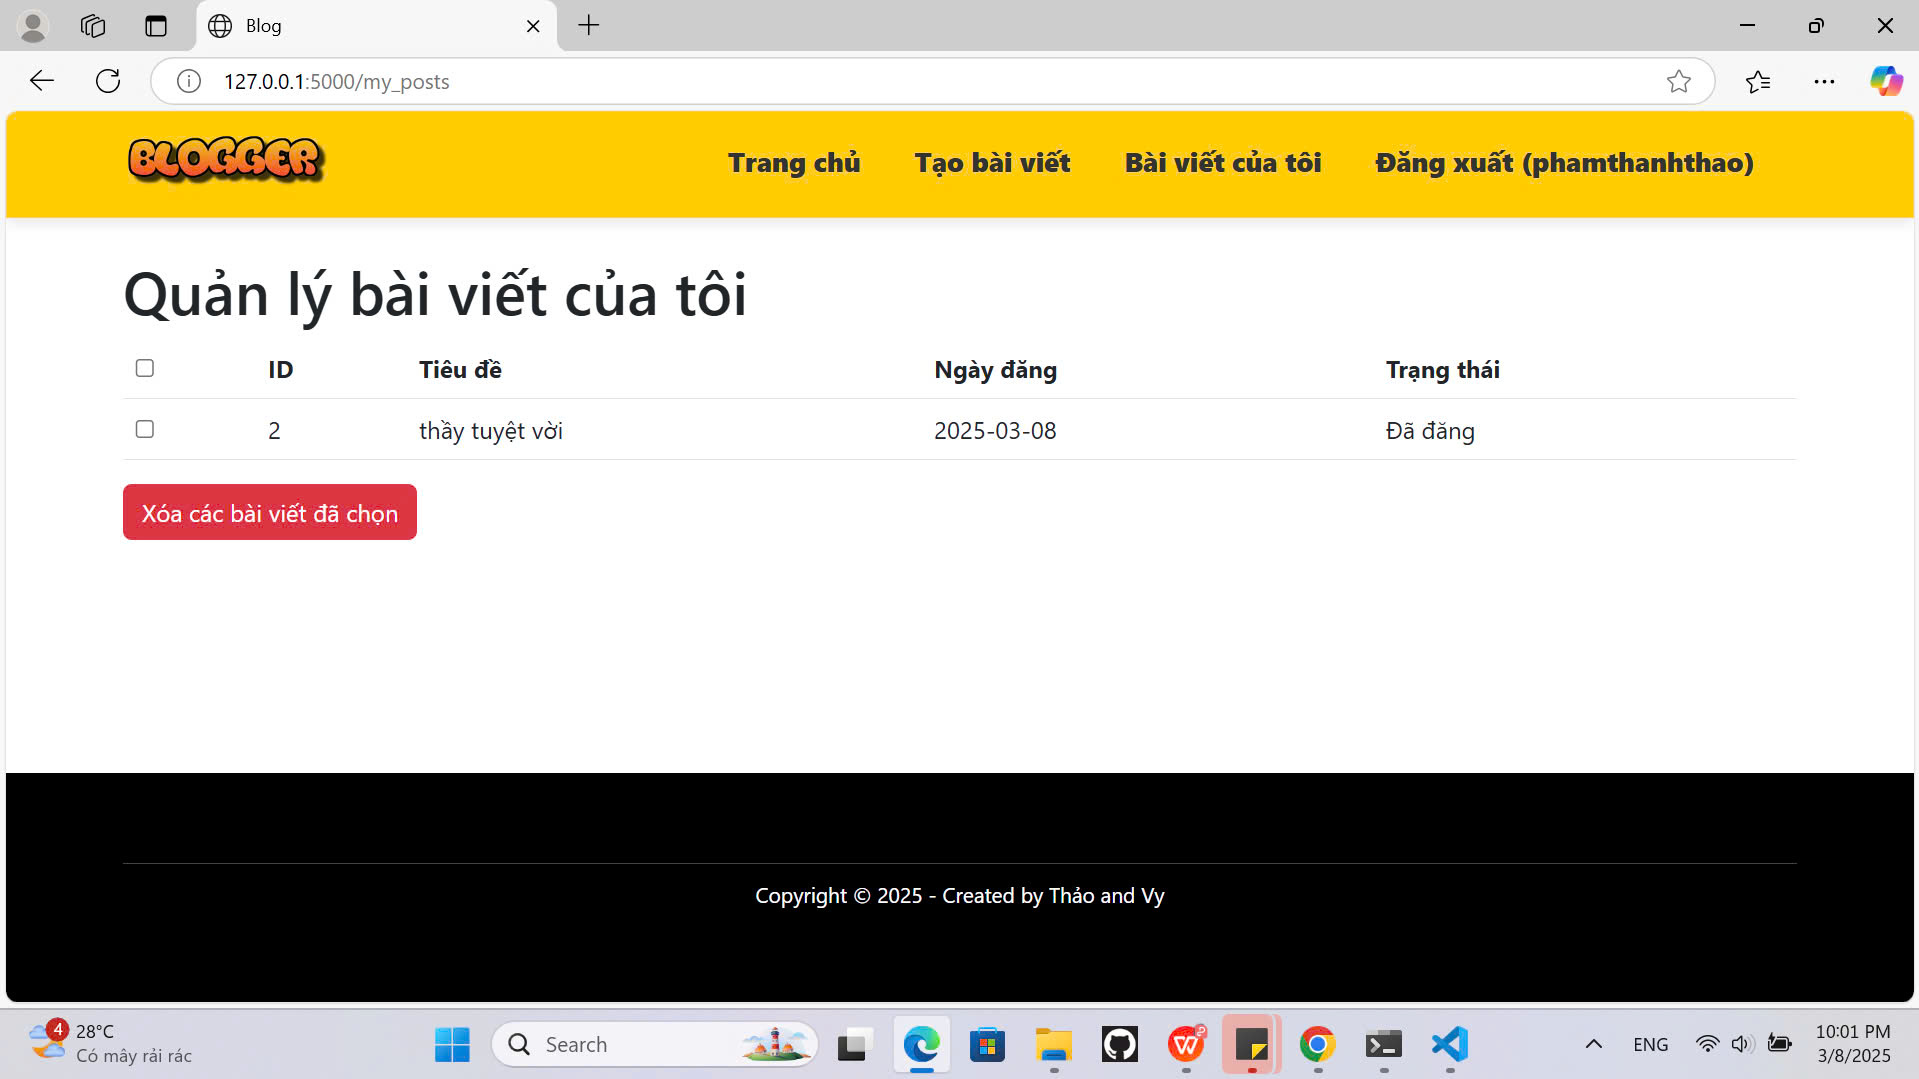 Blog
127.0.0.1:5000/my_posts
BLOGGER
Trang chủ Tạo bài viết Bài viết của tôi Đăng xuất (phamthanhthao)
Quản lý bài viết của tôi
ID Tiêu đề Ngày đăng Trạng thái
2 thầy tuyệt vời 2025-03-08 Đã đăng
Xóa các bài viết đã chọn
Copyright © 2025 - Created by Thảo and Vy
4 28°C
Có mây rải rác
Search
ENG
10:01 PM
3/8/2025